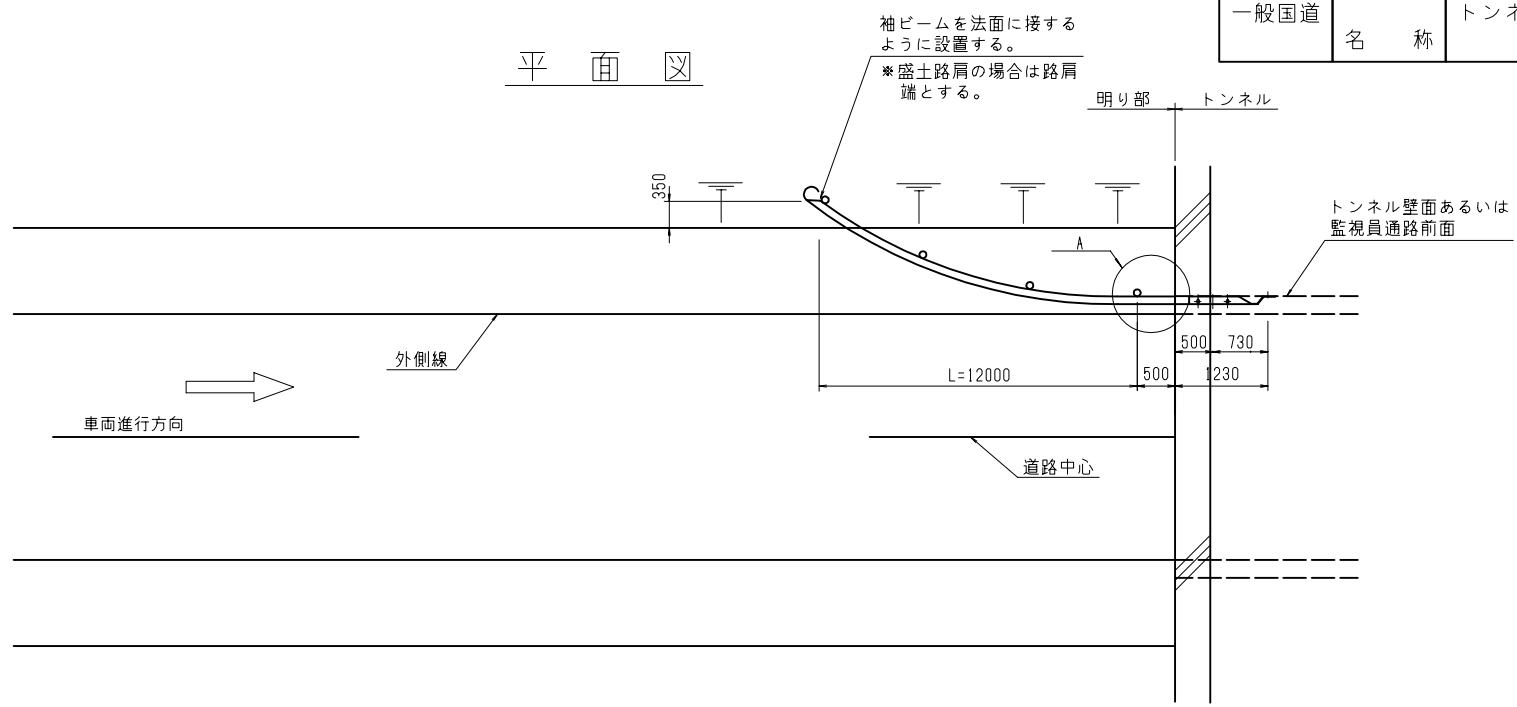 平面図
袖ビームを法面に接する
ように設置する。
※盛土路肩の場合は路肩
端とする。
一般国道
名称
トンネ
明り部
トンネル
350
A
トンネル壁面あるいは
監視員通路前面
外側線
500
730
L=12000
500
1230
車両進行方向
道路中心